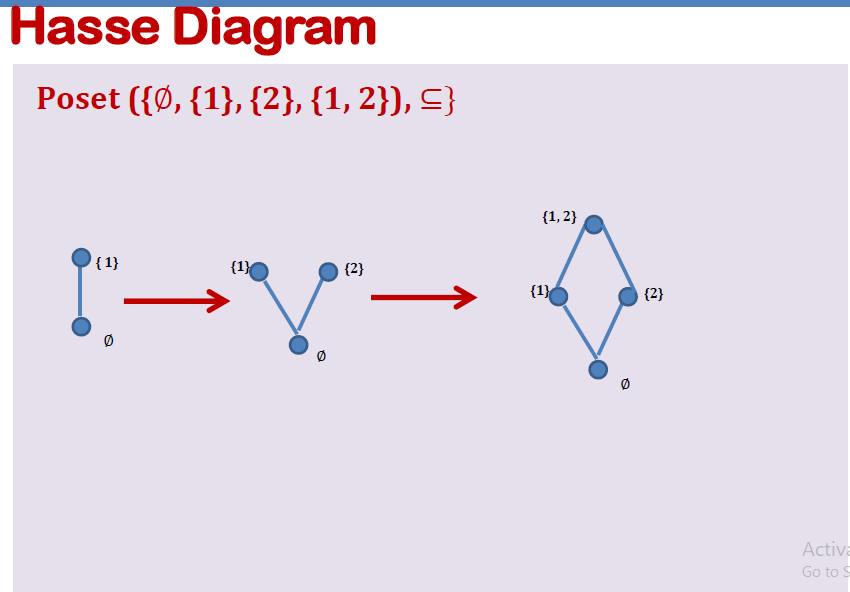 Hasse Diagram
Poset ({∅, {1}, {2}, {1, 2}}), ⊆}
{1, 2}
{ 1}
{1}
{2}
{1}
{2}
∅
∅
∅
Activa
Go to S